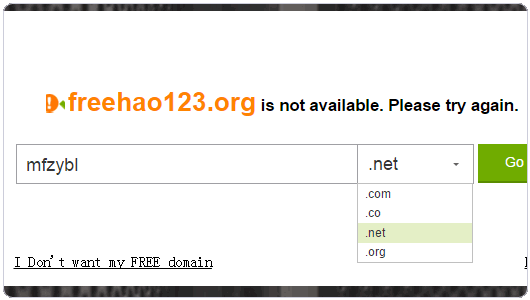 freehao123.org is not available. Please try again.
mfzybl .net Go
.com
.co
.net
.org
I Don't want my FREE domain